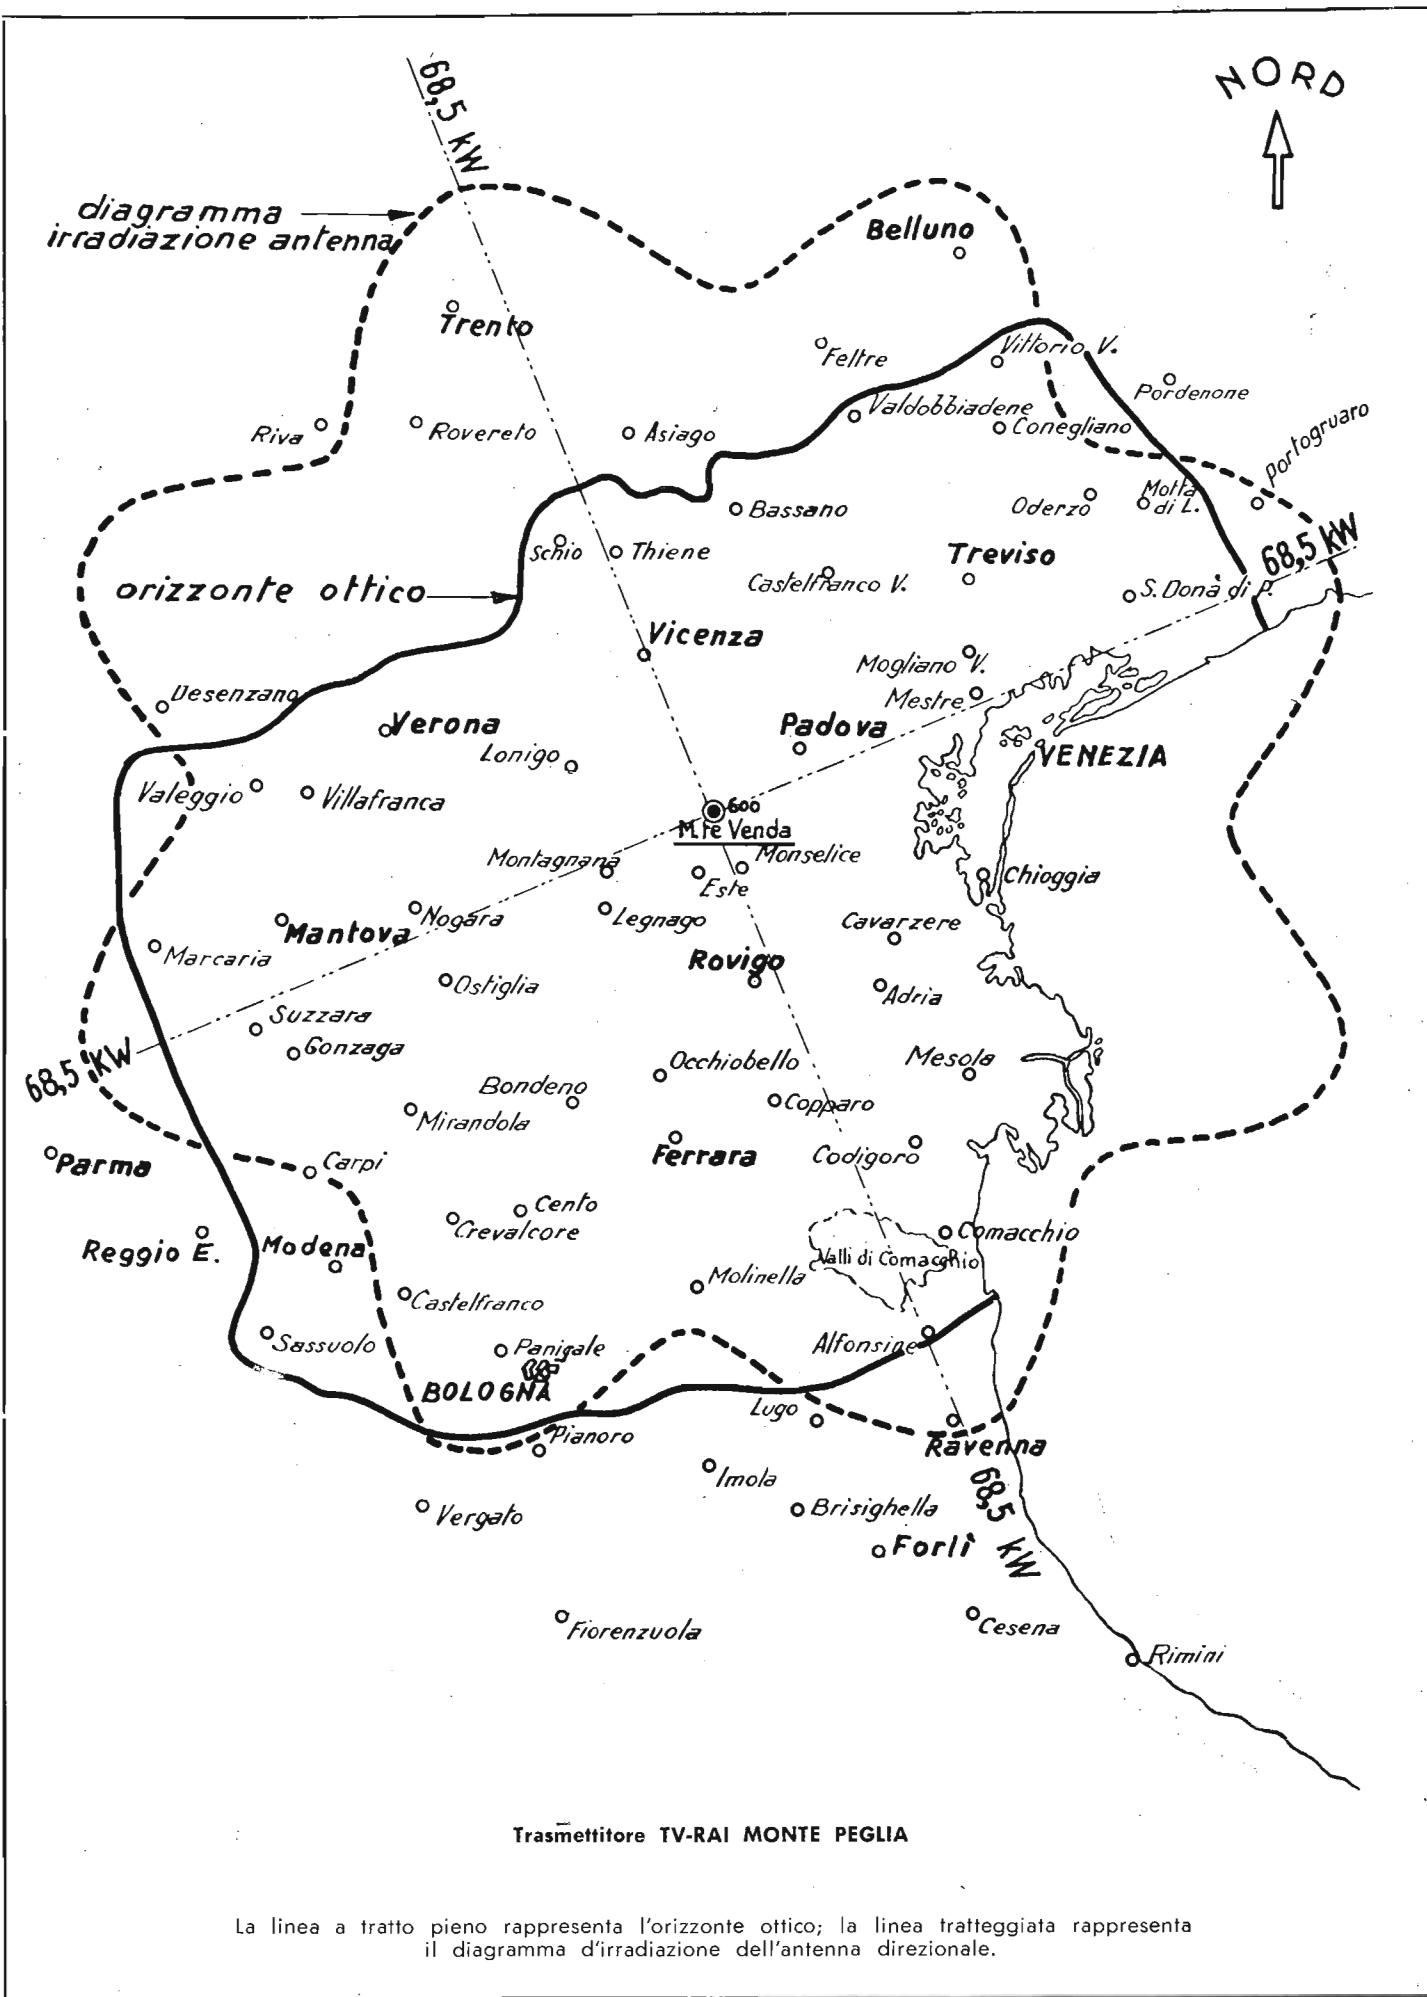 68,5 kW
NORD
diagramma
irradiazione antenna
Belluno
Trento
Feltre
Vittorio V.
Pordenone
Valdobbiadene
Conegliano
Portogruaro
Riva
Rovereto
Asiago
Bassano
Oderzo
Motta
di L.
Schio
Thiene
Treviso
68,5 kW
Castelfranco V.
S. Donà di P.
orizzonte ottico
Vicenza
Mogliano V.
Mestre
Desenzano
Verona
Lonigo
Padova
VENEZIA
Valeggio
Villafranca
600
M.te Venda
Montagnana
Monselice
Este
Chioggia
Mantova
Nogara
Legnago
Cavarzere
Marcaria
Rovigo
Ostiglia
Adria
Suzzara
Gonzaga
68,5 KW
Occhiobello
Mesola
Bondeno
Copparo
Mirandola
Parma
Carpi
Ferrara
Codigoro
Cento
Crevalcore
Comacchio
Reggio E.
Modena
Valli di Comacchio
Molinella
Castelfranco
Sassuolo
Panigale
Alfonsine
BOLOGNA
Lugo
Pianoro
Ravenna
Imola
68,5 kW
Vergato
Brisighella
Forlì
Fiorenzuola
Cesena
Rimini
Trasmettitore TV-RAI MONTE PEGLIA
La linea a tratto pieno rappresenta l'orizzonte ottico; la linea tratteggiata rappresenta
il diagramma d'irradiazione dell'antenna direzionale.